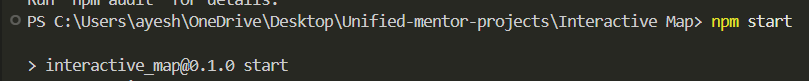 Run `npm audit` for details.
PS C:\Users\ayesh\OneDrive\Desktop\Unified-mentor-projects\Interactive Map> npm start
> interactive_map@0.1.0 start